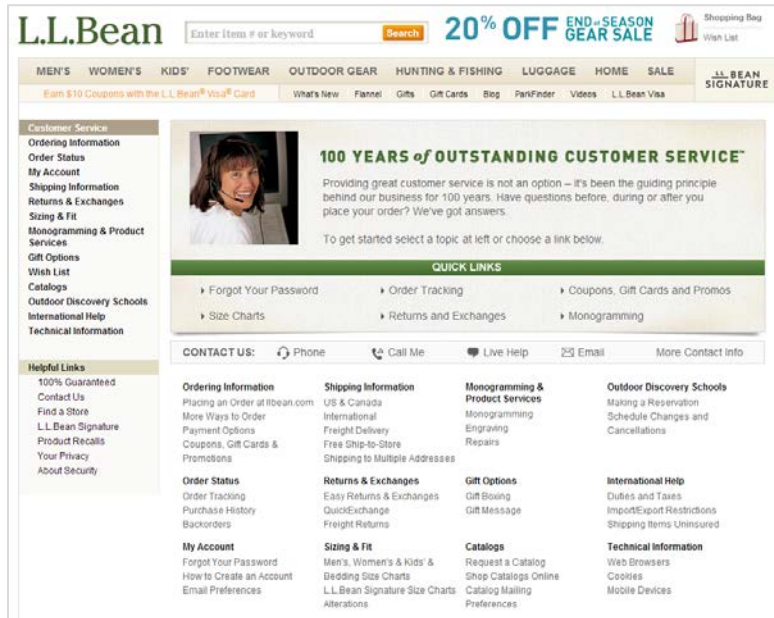 L.L.Bean
Enter item # or keyword
Search
20% OFF END of SEASON GEAR SALE
Shopping Bag
Wish List
MEN'S WOMEN'S KIDS' FOOTWEAR OUTDOOR GEAR HUNTING & FISHING LUGGAGE HOME SALE
L.L.BEAN SIGNATURE
Earn $10 Coupons with the L.L.Bean® Visa® Card
What's New Flannel Gifts Gift Cards Blog ParkFinder Videos L.L.Bean Visa
Customer Service
Ordering Information
Order Status
My Account
Shipping Information
Returns & Exchanges
Sizing & Fit
Monogramming & Product
Services
Gift Options
Wish List
Catalogs
Outdoor Discovery Schools
International Help
Technical Information
Helpful Links
100% Guaranteed
Contact Us
Find a Store
L.L.Bean Signature
Product Recalls
Your Privacy
About Security
100 YEARS of OUTSTANDING CUSTOMER SERVICE™
Providing great customer service is not an option – it's been the guiding principle
behind our business for 100 years. Have questions before, during or after you
place your order? We've got answers.
To get started select a topic at left or choose a link below.
QUICK LINKS
Forgot Your Password
Order Tracking
Coupons, Gift Cards and Promos
Size Charts
Returns and Exchanges
Monogramming
CONTACT US: Phone Call Me Live Help Email More Contact Info
Ordering Information
Placing an Order at llbean.com
More Ways to Order
Payment Options
Coupons, Gift Cards &
Promotions
Shipping Information
US & Canada
International
Freight Delivery
Free Ship-to-Store
Shipping to Multiple Addresses
Monogramming &
Product Services
Monogramming
Engraving
Repairs
Outdoor Discovery Schools
Making a Reservation
Schedule Changes and
Cancellations
Order Status
Order Tracking
Purchase History
Backorders
Returns & Exchanges
Easy Returns & Exchanges
QuickExchange
Freight Returns
Gift Options
Gift Boxing
Gift Message
International Help
Duties and Taxes
Import/Export Restrictions
Shipping Items Uninsured
My Account
Forgot Your Password
How to Create an Account
Email Preferences
Sizing & Fit
Men's, Women's & Kids' &
Bedding Size Charts
L.L.Bean Signature Size Charts
Alterations
Catalogs
Request a Catalog
Shop Catalogs Online
Catalog Mailing
Preferences
Technical Information
Web Browsers
Cookies
Mobile Devices